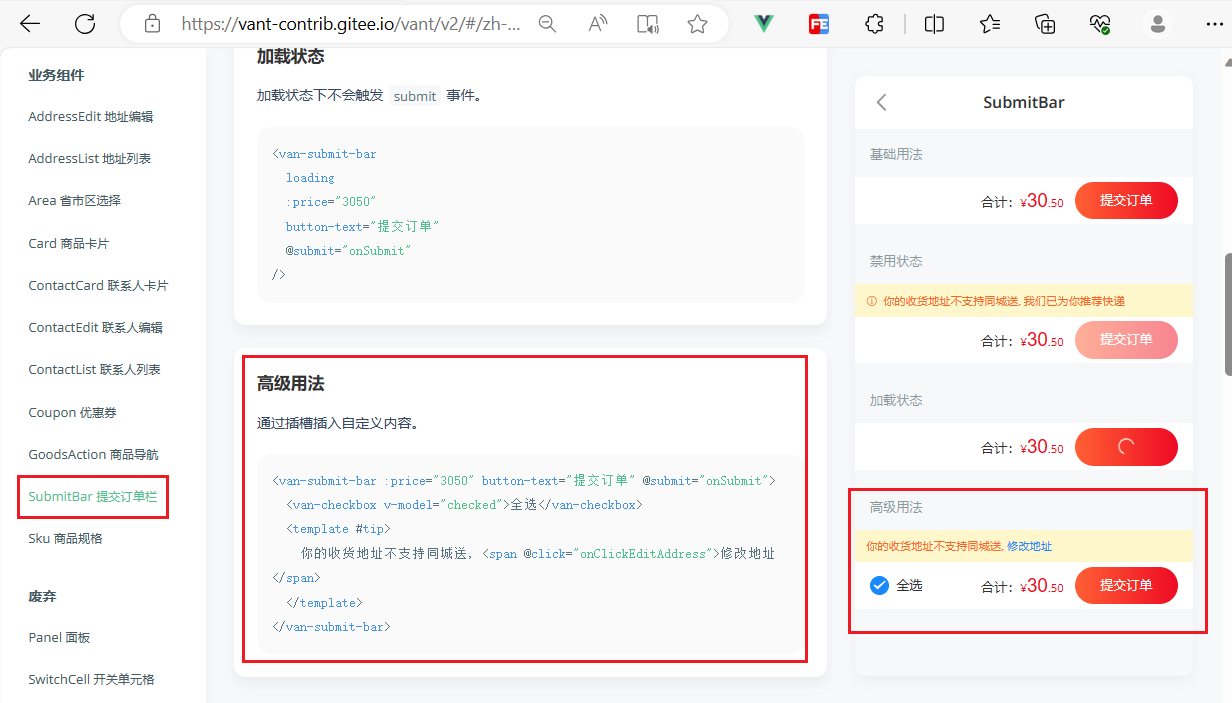 https://vant-contrib.gitee.io/vant/v2/#/zh-...
业务组件
AddressEdit 地址编辑
AddressList 地址列表
Area 省市区选择
Card 商品卡片
ContactCard 联系人卡片
ContactEdit 联系人编辑
ContactList 联系人列表
Coupon 优惠券
GoodsAction 商品导航
SubmitBar 提交订单栏
Sku 商品规格
废弃
Panel 面板
SwitchCell 开关单元格
加载状态
加载状态下不会触发 submit 事件。
<van-submit-bar
loading
:price="3050"
button-text="提交订单"
@submit="onSubmit"
/>
高级用法
通过插槽插入自定义内容。
<van-submit-bar :price="3050" button-text="提交订单" @submit="onSubmit">
<van-checkbox v-model="checked">全选</van-checkbox>
<template #tip>
你的收货地址不支持同城送, <span @click="onClickEditAddress">修改地址
</span>
</template>
</van-submit-bar>
SubmitBar
基础用法
合计：¥30.50 提交订单
禁用状态
你的收货地址不支持同城送, 我们已为你推荐快递
合计：¥30.50 提交订单
加载状态
合计：¥30.50
高级用法
你的收货地址不支持同城送, 修改地址
全选 合计：¥30.50 提交订单